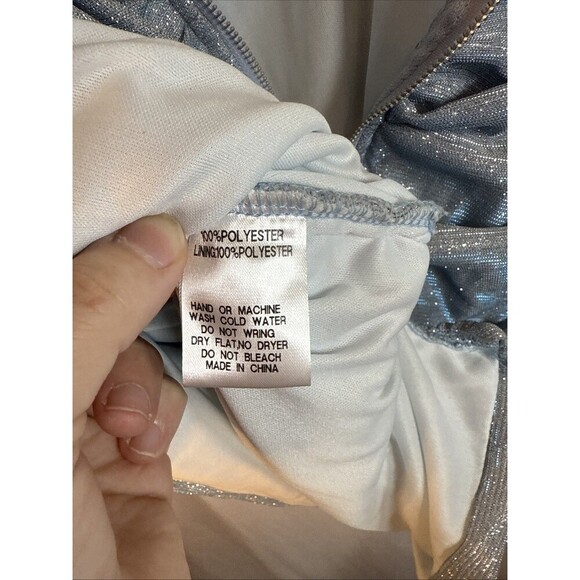 100%POLYESTER
LINING:100%POLYESTER
HAND OR MACHINE
WASH COLD WATER
DO NOT WRING
DRY FLAT,NO DRYER
DO NOT BLEACH
MADE IN CHINA